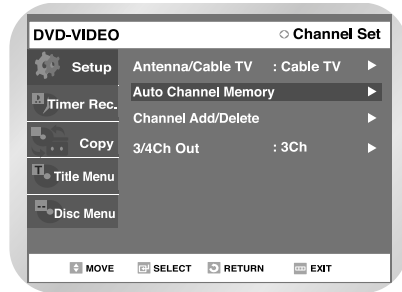 DVD-VIDEO Channel Set
Setup
Timer Rec.
Copy
Title Menu
Disc Menu
Antenna/Cable TV : Cable TV
Auto Channel Memory
Channel Add/Delete
3/4Ch Out : 3Ch
MOVE SELECT RETURN EXIT